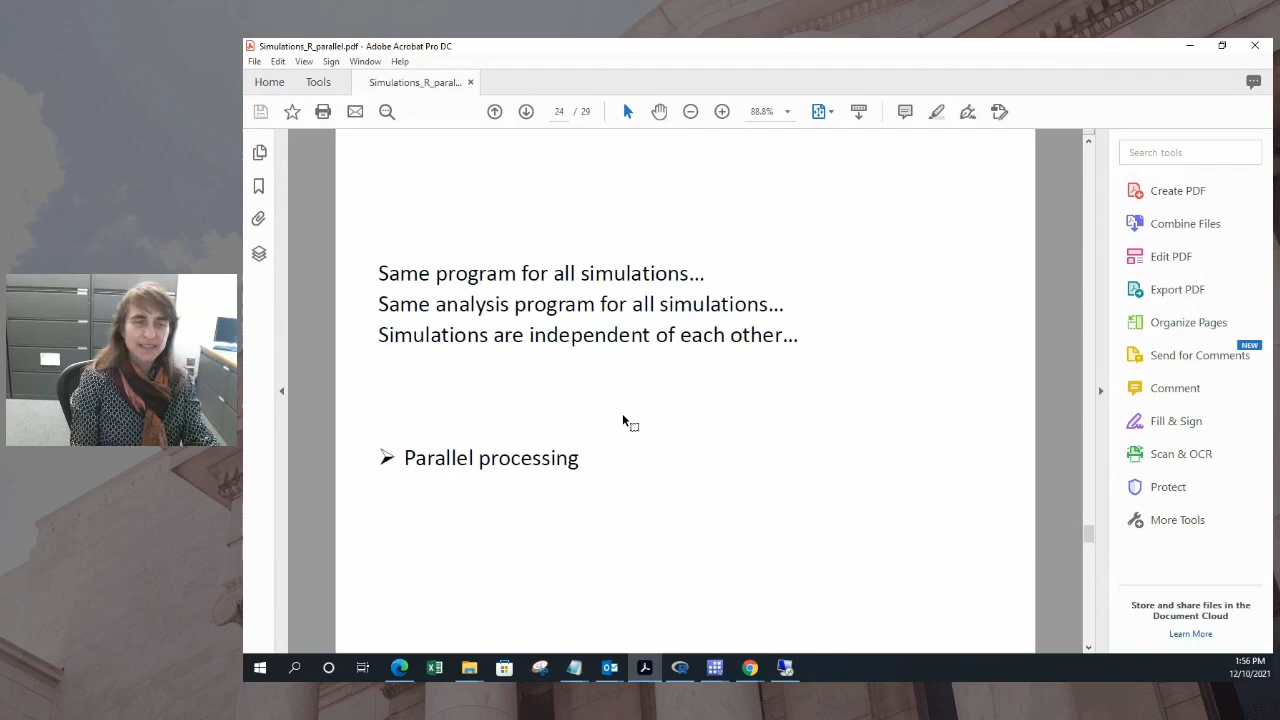 Simulations_R_parallel.pdf - Adobe Acrobat Pro DC
File Edit View Sign Window Help
Home Tools Simulations_R_paral... ×
24 / 29 88.8%
Search tools
Create PDF
Combine Files
Edit PDF
Export PDF
Organize Pages
NEW
Send for Comments
Comment
Fill & Sign
Scan & OCR
Protect
More Tools
Store and share files in the
Document Cloud
Learn More
Same program for all simulations...
Same analysis program for all simulations...
Simulations are independent of each other...
➢ Parallel processing
1:56 PM
12/10/2021